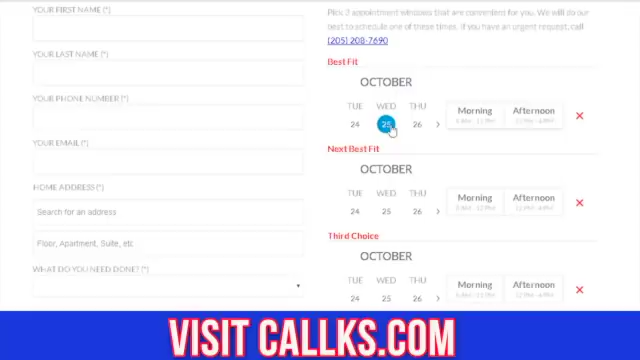 YOUR FIRST NAME (*)
YOUR LAST NAME (*)
YOUR PHONE NUMBER (*)
YOUR EMAIL (*)
HOME ADDRESS (*)
Search for an address
Floor, Apartment, Suite, etc
WHAT DO YOU NEED DONE? (*)
Pick 3 appointment windows that are convenient for you. We will do our
best to schedule one of these times. If you have an urgent request, call
(205) 208-7690
Best Fit
OCTOBER
TUE WED THU
24 25 26 >
Morning Afternoon
Next Best Fit
OCTOBER
TUE WED THU
24 25 26 >
Morning Afternoon
Third Choice
OCTOBER
TUE WED THU
24 25 26 >
Morning Afternoon
VISIT CALLKS.COM